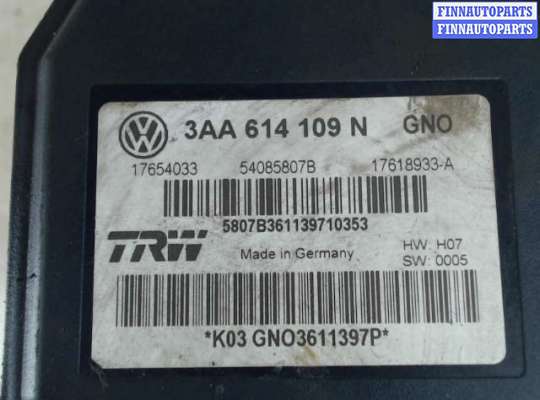 FINNAUTOPARTS
FINNAUTOPARTS
3AA 614 109 N GNO
17654033 54085807B 17618933-A
5807B361139710353
TRW Made in Germany HW: H07
SW: 0005
*K03 GNO3611397P*